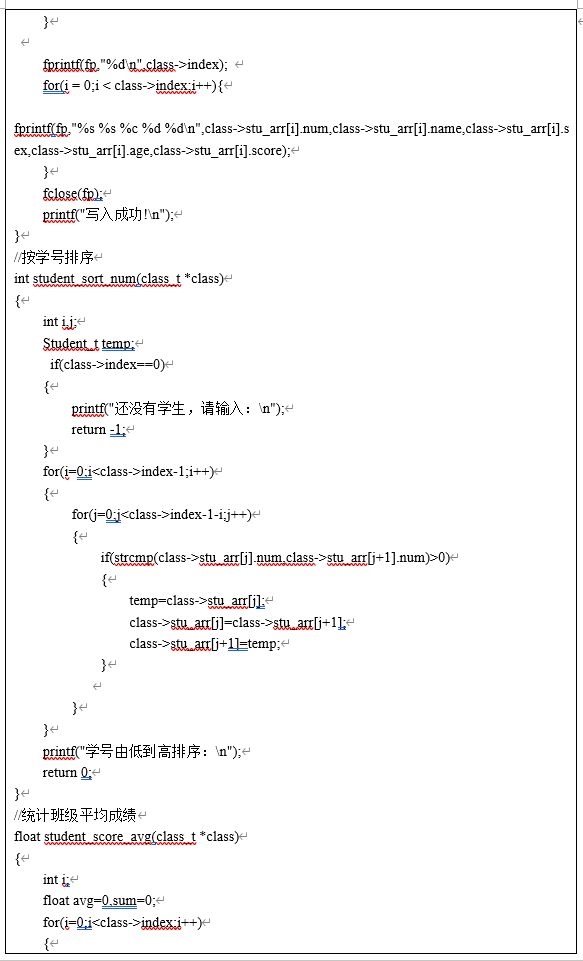 }
fprintf(fp,"%d\n",class->index);
for(i = 0;i < class->index;i++){
fprintf(fp,"%s %s %c %d %d\n",class->stu_arr[i].num,class->stu_arr[i].name,class->stu_arr[i].s
ex,class->stu_arr[i].age,class->stu_arr[i].score);
}
fclose(fp);
printf("写入成功!\n");
}
//按学号排序
int student_sort_num(class_t *class)
{
int i,j;
Student_t temp;
if(class->index==0)
{
printf("还没有学生，请输入：\n");
return -1;
}
for(i=0;i<class->index-1;i++)
{
for(j=0;j<class->index-1-i;j++)
{
if(strcmp(class->stu_arr[j].num,class->stu_arr[j+1].num)>0)
{
temp=class->stu_arr[j];
class->stu_arr[j]=class->stu_arr[j+1];
class->stu_arr[j+1]=temp;
}
}
}
printf("学号由低到高排序：\n");
return 0;
}
//统计班级平均成绩
float student_score_avg(class_t *class)
{
int i;
float avg=0,sum=0;
for(i=0;i<class->index;i++)
{